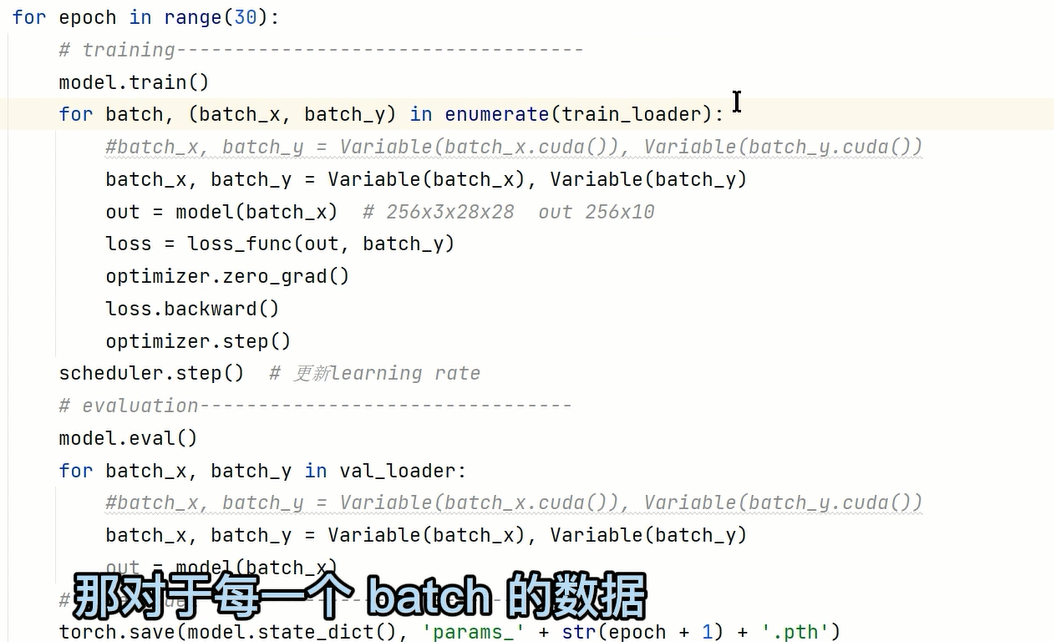 for epoch in range(30):
    # training-----------------------------------
    model.train()
    for batch, (batch_x, batch_y) in enumerate(train_loader):
        #batch_x, batch_y = Variable(batch_x.cuda()), Variable(batch_y.cuda())
        batch_x, batch_y = Variable(batch_x), Variable(batch_y)
        out = model(batch_x)  # 256x3x28x28  out 256x10
        loss = loss_func(out, batch_y)
        optimizer.zero_grad()
        loss.backward()
        optimizer.step()
    scheduler.step()  # 更新learning rate
    # evaluation--------------------------------
    model.eval()
    for batch_x, batch_y in val_loader:
        #batch_x, batch_y = Variable(batch_x.cuda()), Variable(batch_y.cuda())
        batch_x, batch_y = Variable(batch_x), Variable(batch_y)
        out = model(batch_x)
那对于每一个 batch 的数据
    #
    torch.save(model.state_dict(), 'params_' + str(epoch + 1) + '.pth')